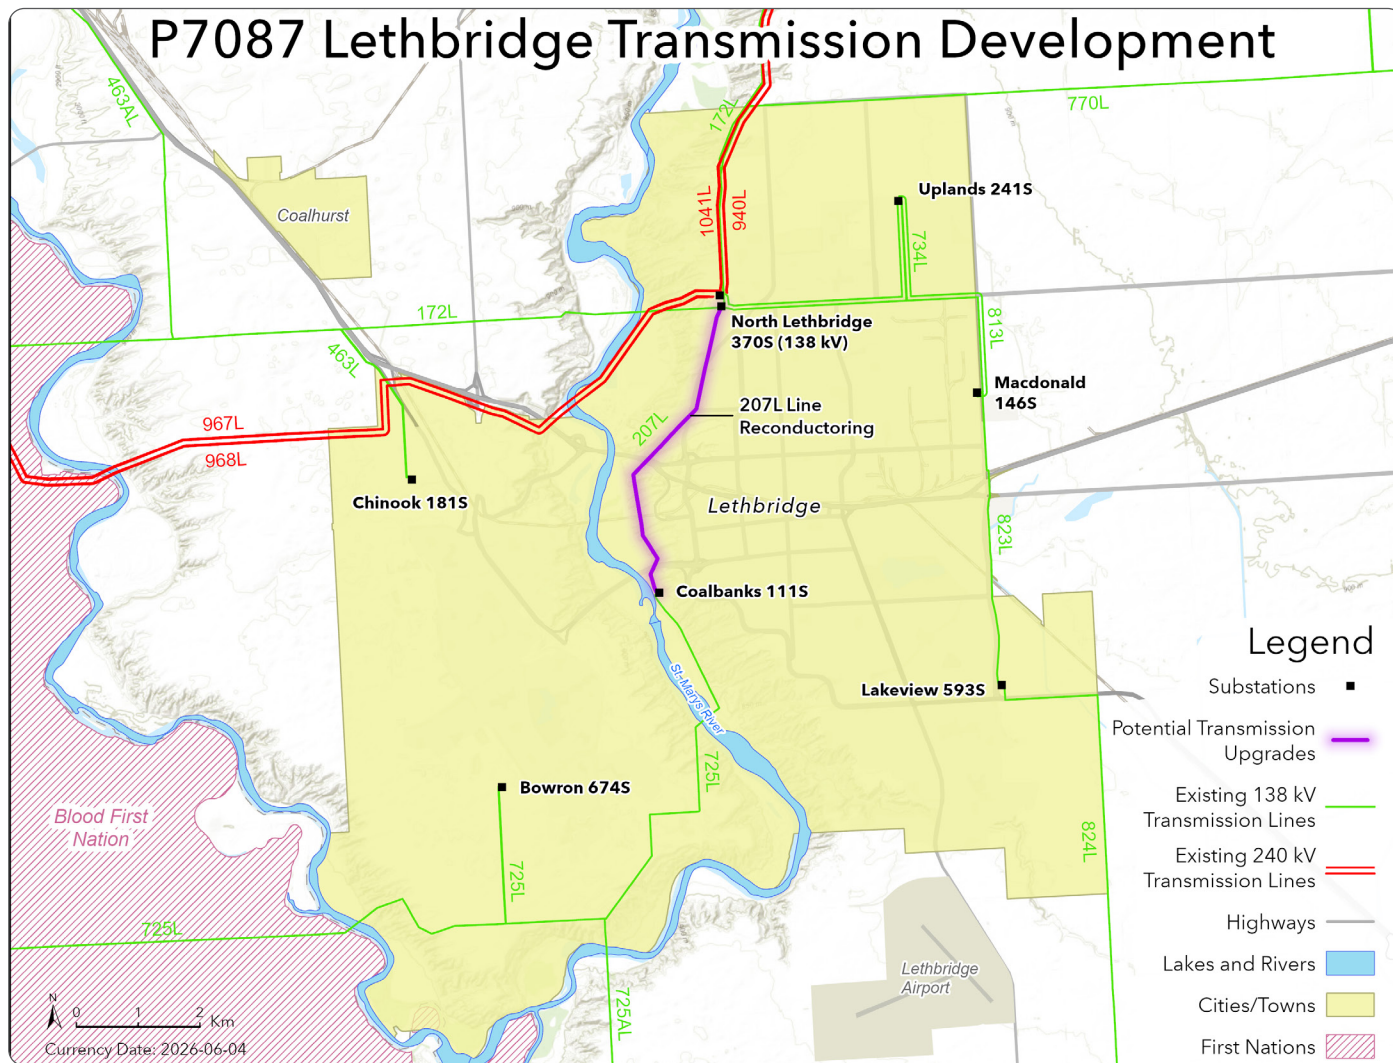 P7087 Lethbridge Transmission Development
463AL
172L
770L
Uplands 241S
Coalhurst
1041L
940L
734L
172L
North Lethbridge
370S (138 kV)
813L
463L
Macdonald
146S
207L Line
Reconductoring
207L
967L
968L
Chinook 181S
Lethbridge
823L
Coalbanks 111S
Legend
Substations
Potential Transmission
Upgrades
Existing 138 kV
Transmission Lines
Existing 240 kV
Transmission Lines
Highways
Lakes and Rivers
Cities/Towns
First Nations
Lakeview 593S
St. Marys River
725L
Bowron 674S
Blood First
Nation
824L
725L
725L
Lethbridge
Airport
725AL
N
0 1 2 Km
Currency Date: 2026-06-04